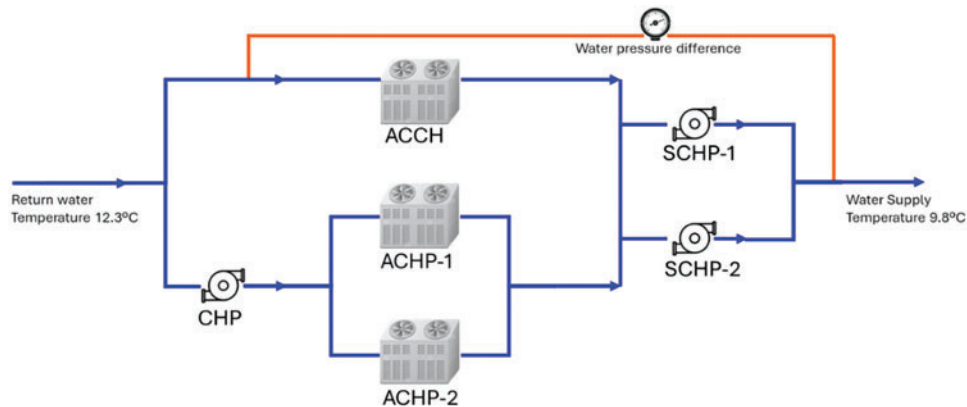 Water pressure difference
ACCH
SCHP-1
Return water
Temperature 12.3ºC
Water Supply
Temperature 9.8ºC
ACHP-1
SCHP-2
CHP
ACHP-2